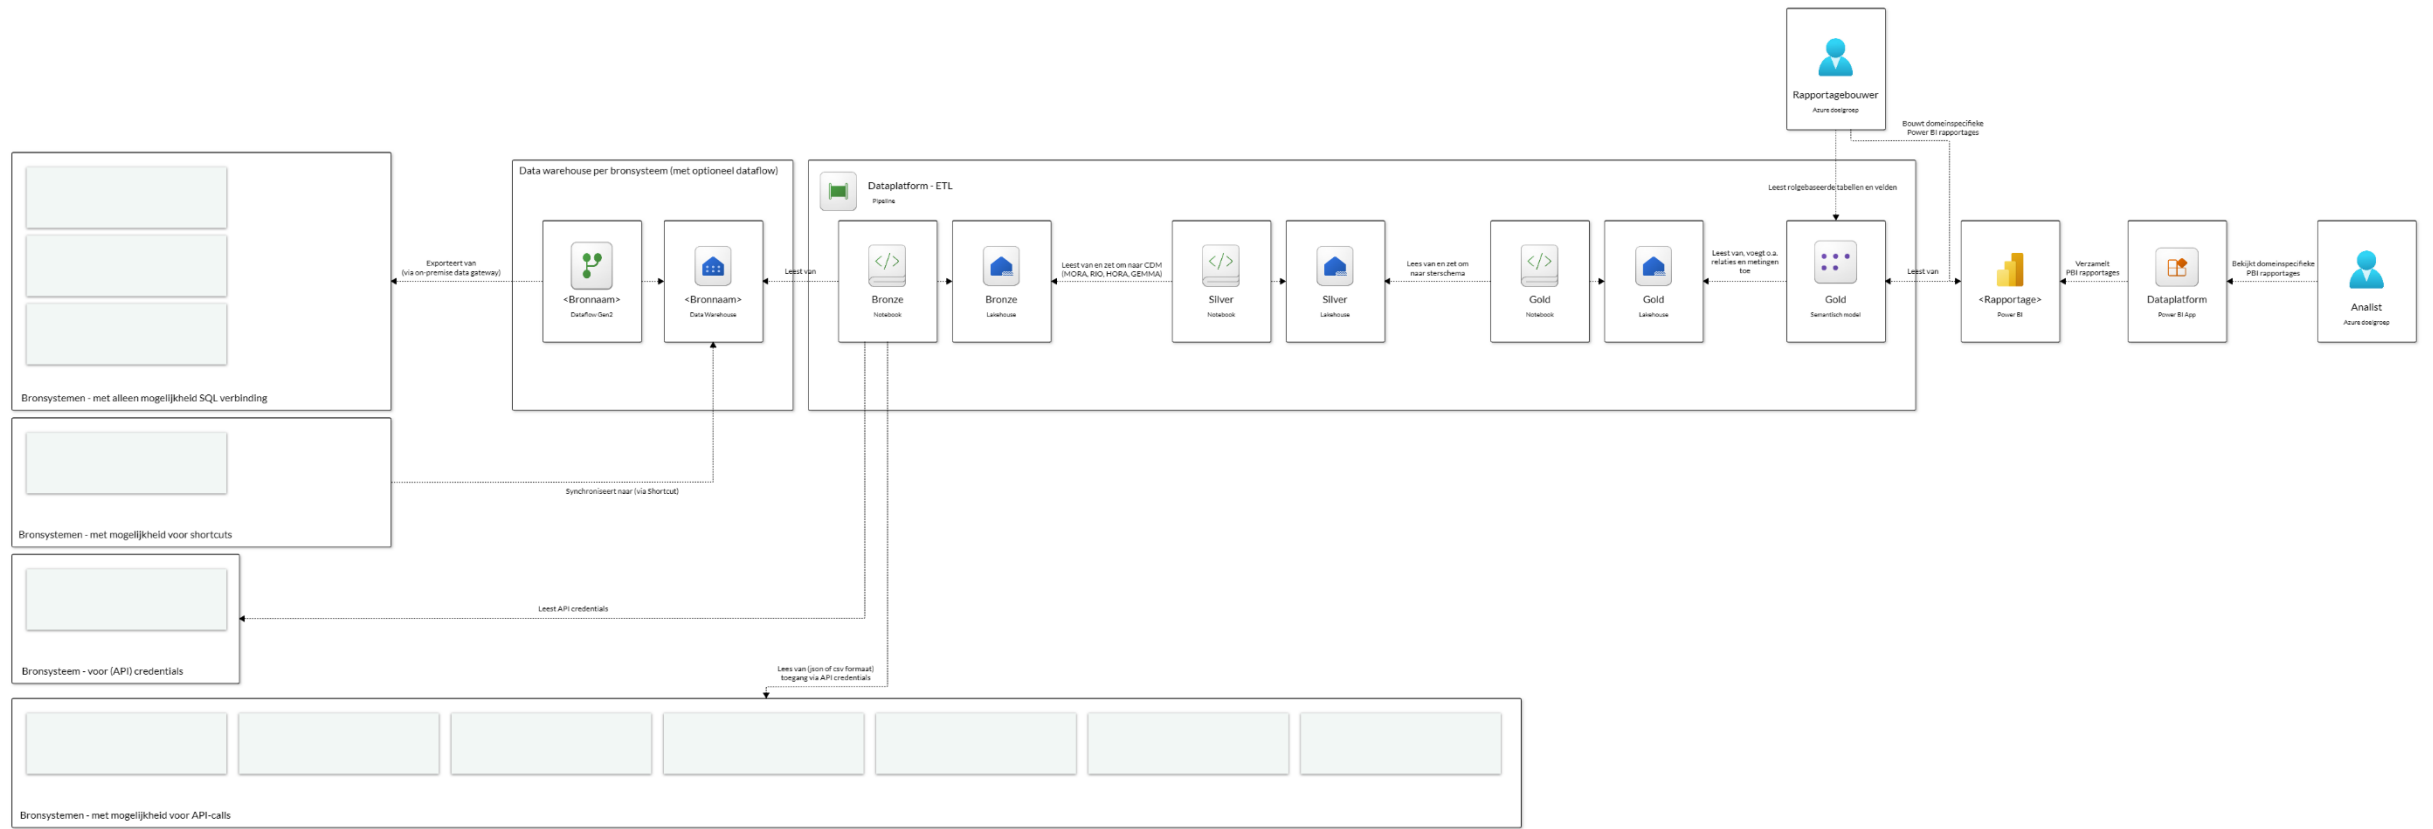 Rapportagebouwer
Azure doelgroep
Bouwt domeinspecifieke
Power BI rapportages
Data warehouse per bronsysteem (met optioneel dataflow)
Dataplatform - ETL
Pipeline
Leest rolgebaseerde tabellen en velden
Exporteert van
(via on-premise data gateway)
<Bronnaam>
Dataflow Gen2
<Bronnaam>
Data Warehouse
Leest van
Bronze
Notebook
Bronze
Lakehouse
Leest van en zet om naar CDM
(MORA, RIO, HORA, GEMMA)
Silver
Notebook
Silver
Lakehouse
Lees van en zet om
naar sterschema
Gold
Notebook
Gold
Lakehouse
Leest van, voegt o.a.
relaties en metingen
toe
Gold
Semantisch model
Leest van
<Rapportage>
Power BI
Verzamelt
PBI rapportages
Dataplatform
Power BI App
Bekijkt domeinspecifieke
PBI rapportages
Analist
Azure doelgroep
Bronsystemen - met alleen mogelijkheid SQL verbinding
Synchroniseert naar (via Shortcut)
Bronsystemen - met mogelijkheid voor shortcuts
Leest API credentials
Bronsysteem - voor (API) credentials
Lees van (json of csv formaat)
toegang via API credentials
Bronsystemen - met mogelijkheid voor API-calls